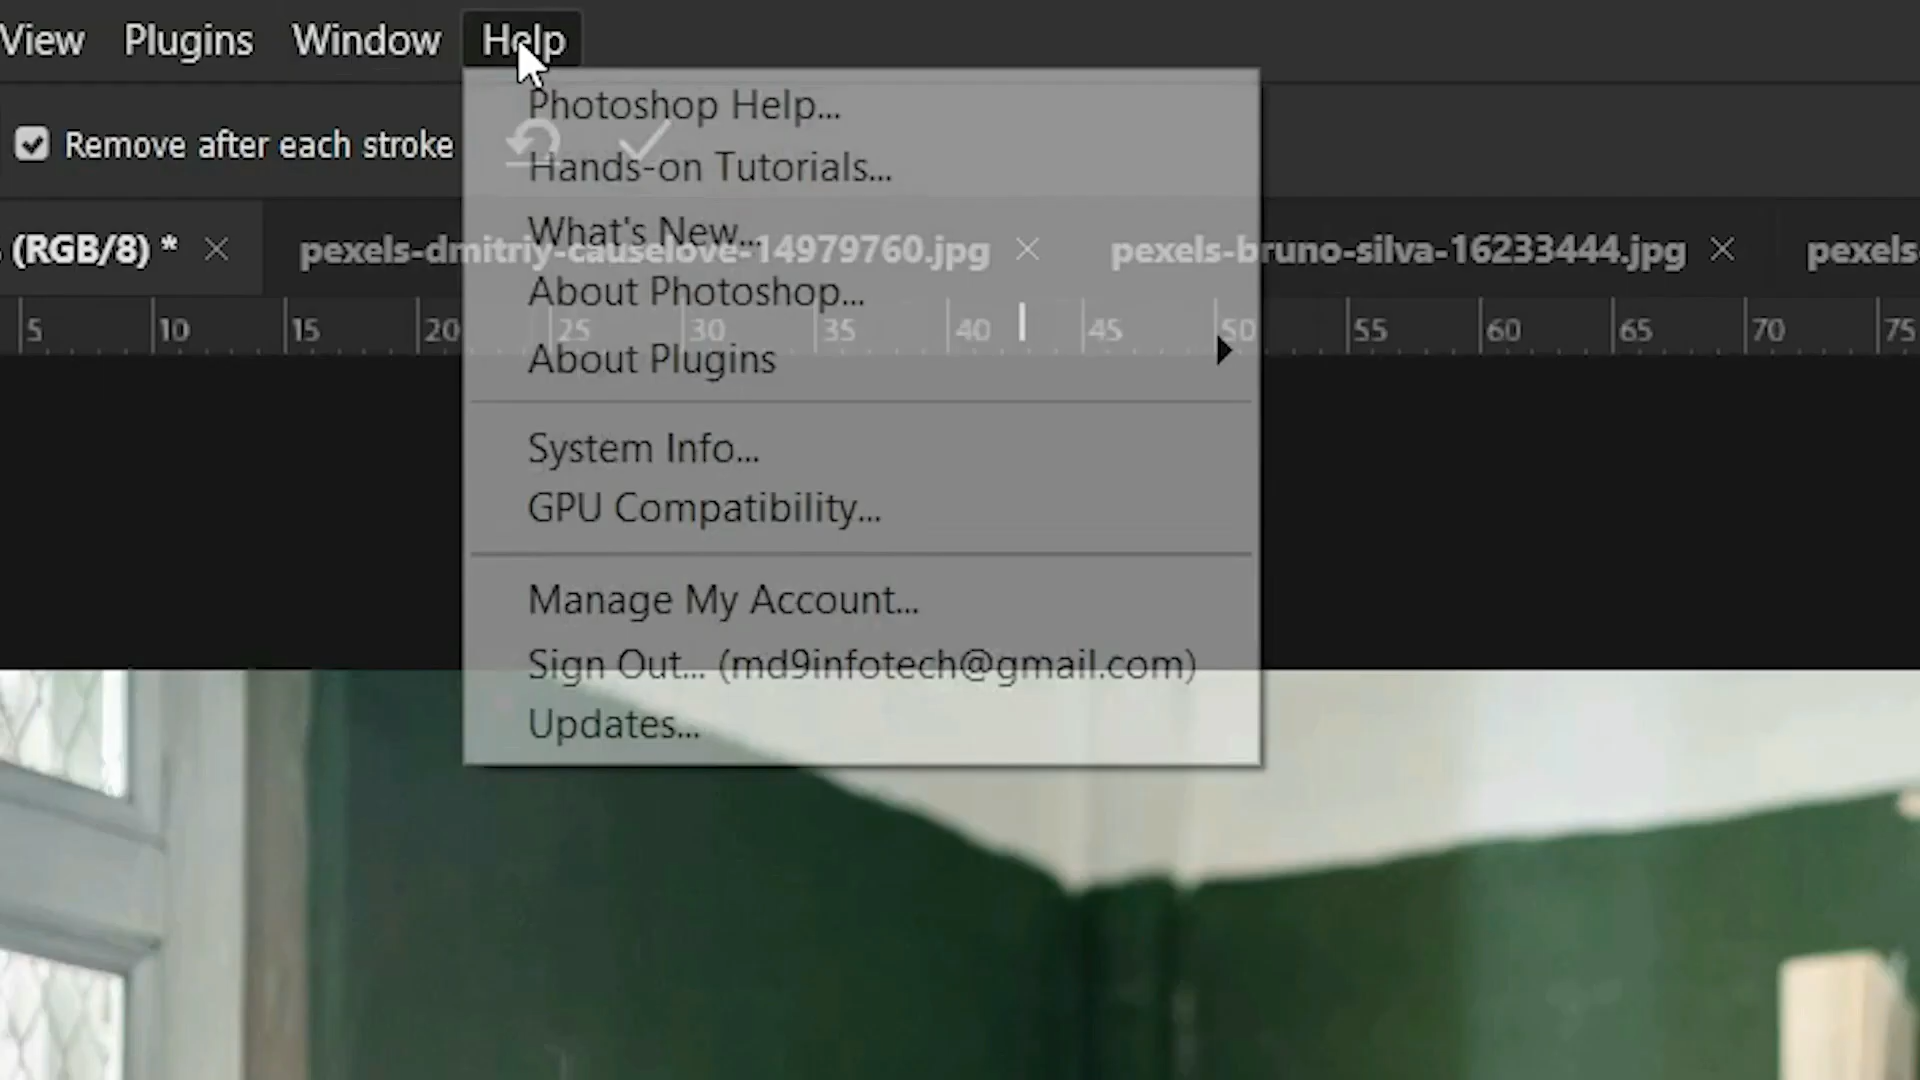 View Plugins Window Help
Remove after each stroke
(RGB/8) * pexels-dmitriy-causelove-14979760.jpg pexels-bruno-silva-16233444.jpg pexels-
5 10 15 20 25 30 35 40 45 50 55 60 65 70 75
Photoshop Help...
Hands-on Tutorials...
What's New...
About Photoshop...
About Plugins
System Info...
GPU Compatibility...
Manage My Account...
Sign Out... (md9infotech@gmail.com)
Updates...